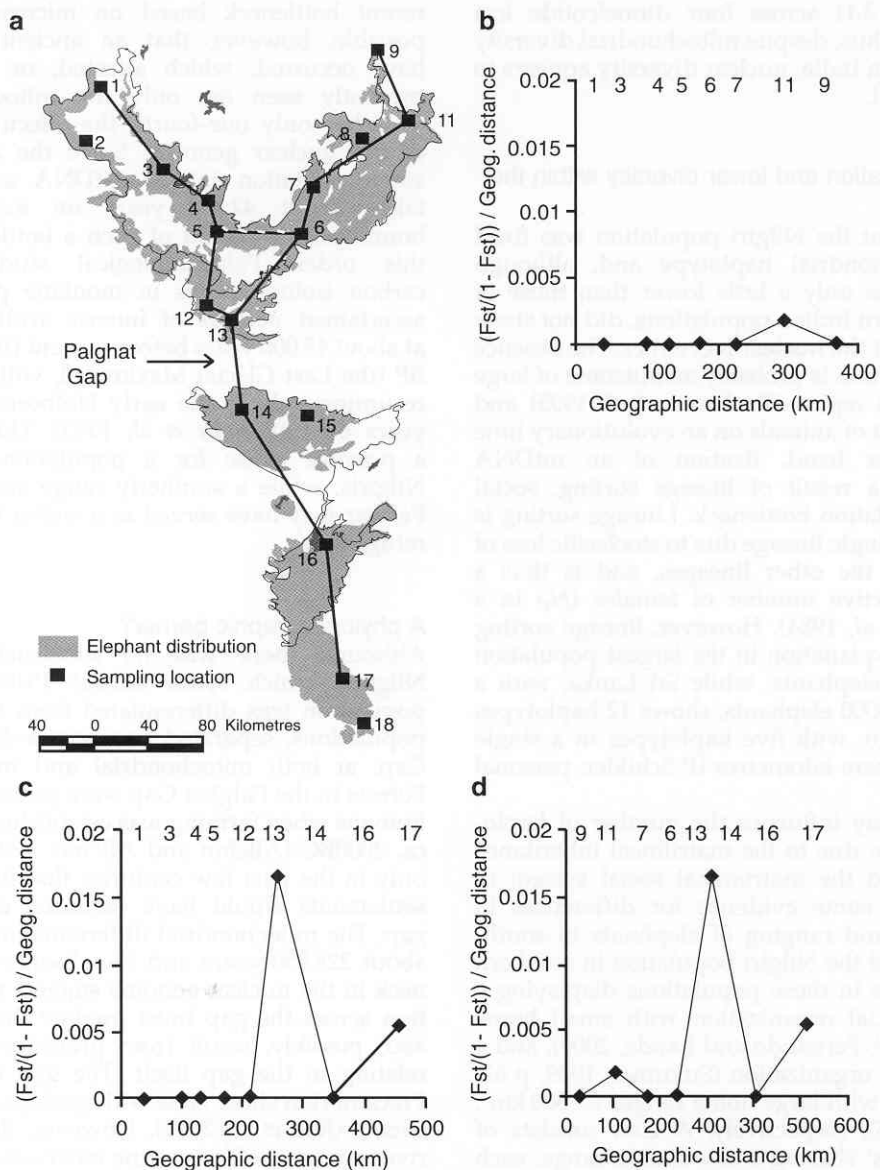 a
9
1
11
2
8
3
7
4
5
6
12
13
Palghat
Gap
14
15
16
17
18
Elephant distribution
Sampling location
40 0 80 Kilometres
b
(Fst/(1- Fst)) / Geog. distance
0.02
0.01
0.005
0
1 3 4 5 6 7 11 9
0 100 200 300 400
Geographic distance (km)
c
(Fst/(1- Fst)) / Geog. distance
0.02
0.015
0.01
0.005
0
1 3 4 5 12 13 14 16 17
0 100 200 300 400 500
Geographic distance (km)
d
(Fst/(1- Fst)) / Geog. distance
0.02
0.015
0.01
0.005
0
9 11 7 6 13 14 16 17
0 100 200 300 400 500 600
Geographic distance (km)